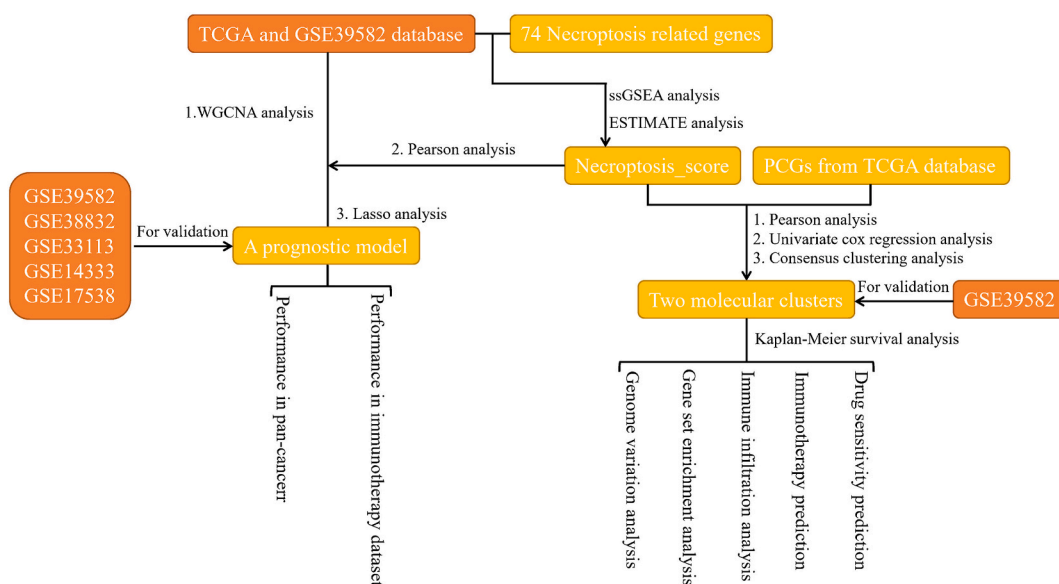 TCGA and GSE39582 database
74 Necroptosis related genes
1.WGCNA analysis
ssGSEA analysis
ESTIMATE analysis
2. Pearson analysis
Necroptosis_score
PCGs from TCGA database
GSE39582
GSE38832
GSE33113
GSE14333
GSE17538
For validation
3. Lasso analysis
A prognostic model
1. Pearson analysis
2. Univariate cox regression analysis
3. Consensus clustering analysis
Two molecular clusters
For validation
GSE39582
Kaplan-Meier survival analysis
Performance in pan-cancerr
Performance in immunotherapy dataset
Genome variation analysis
Gene set enrichment analysis
Immune infiltration analysis
Immunotherapy prediction
Drug sensitivity prediction